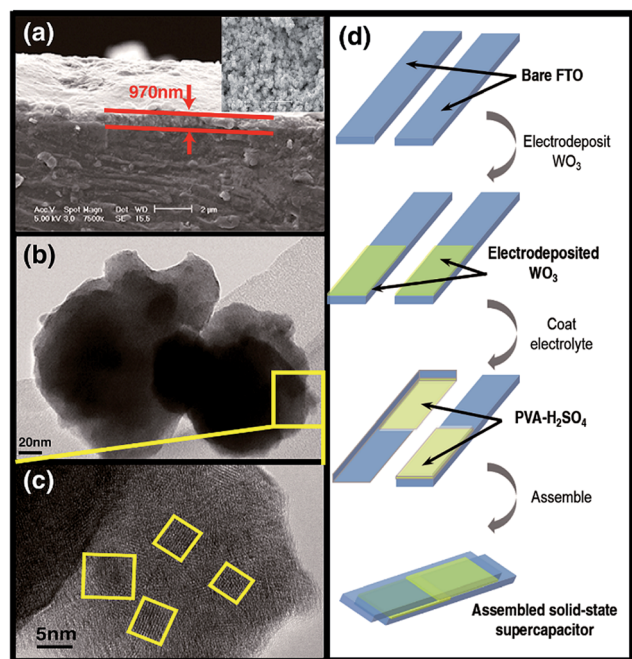 (a)
970nm
Acc.V Spot Magn Det WD
5.00 kV 3.0 7500x SE 15.5 2 µm
(b)
20nm
(c)
5nm
(d)
Bare FTO
Electrodeposit
WO3
Electrodeposited
WO3
Coat
electrolyte
PVA-H2SO4
Assemble
Assembled solid-state
supercapacitor